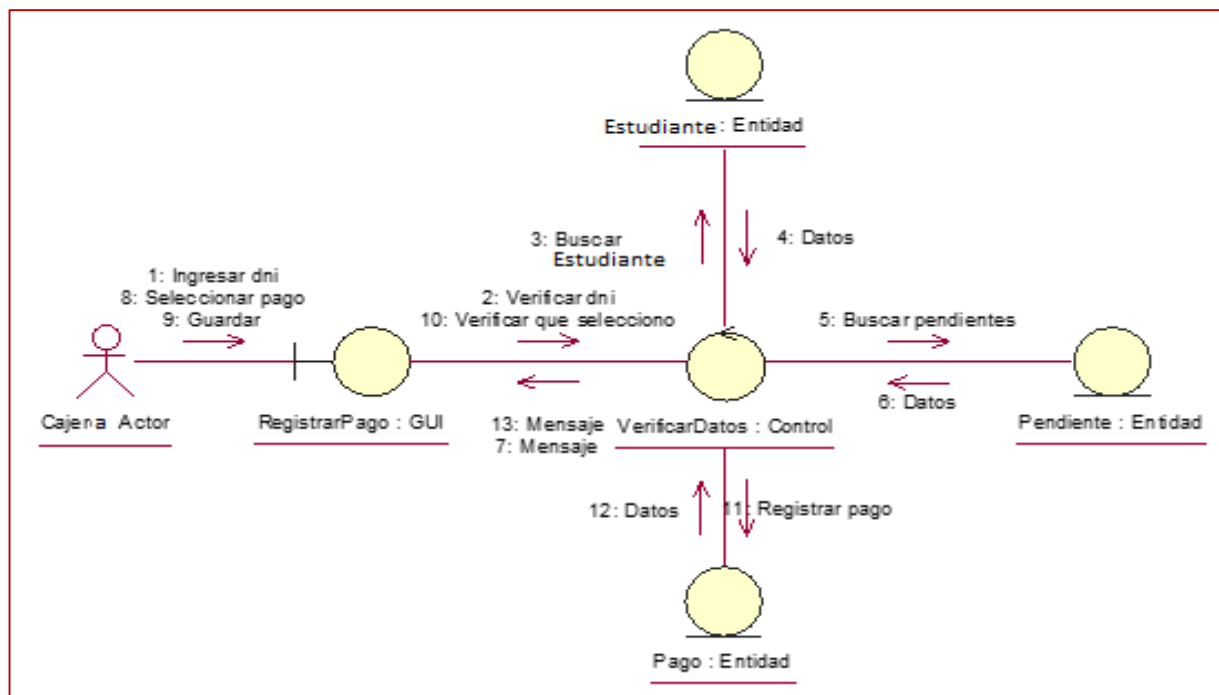 Estudiante : Entidad
3: Buscar
Estudiante
4: Datos
1: Ingresar dni
8: Seleccionar pago
9: Guardar
2: Verificar dni
10: Verificar que selecciono
5: Buscar pendientes
6: Datos
Cajena Actor
RegistrarPago : GUI
13: Mensaje
7: Mensaje
VerificarDatos : Control
Pendiente : Entidad
12: Datos
11: Registrar pago
Pago : Entidad